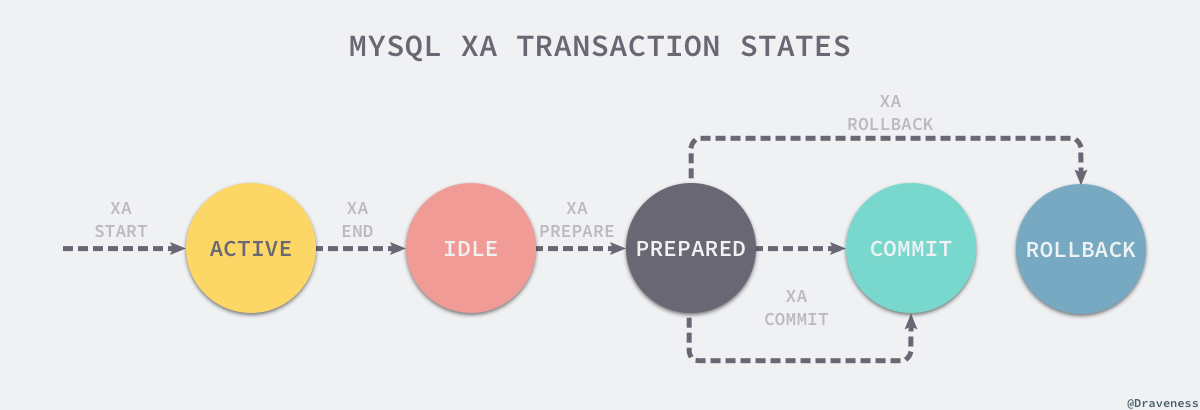 MYSQL XA TRANSACTION STATES
XA
ROLLBACK
XA
START
ACTIVE
XA
END
IDLE
XA
PREPARE
PREPARED
XA
COMMIT
COMMIT
ROLLBACK
@Draveness